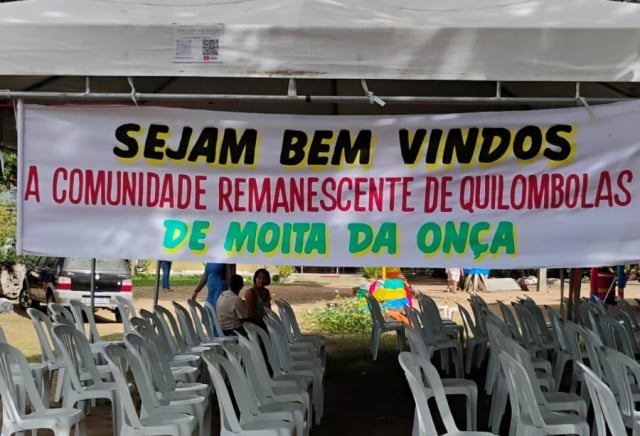 SEJAM BEM VINDOS
A COMUNIDADE REMANESCENTE DE QUILOMBOLAS
DE MOITA DA ONÇA